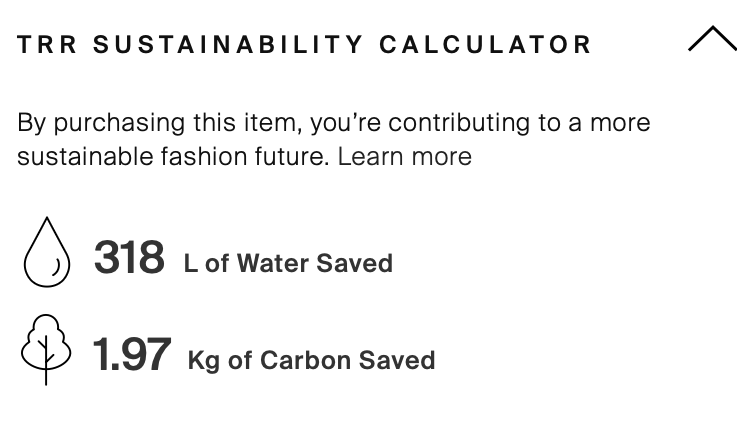 TRR SUSTAINABILITY CALCULATOR
By purchasing this item, you’re contributing to a more
sustainable fashion future. Learn more
318 L of Water Saved
1.97 Kg of Carbon Saved